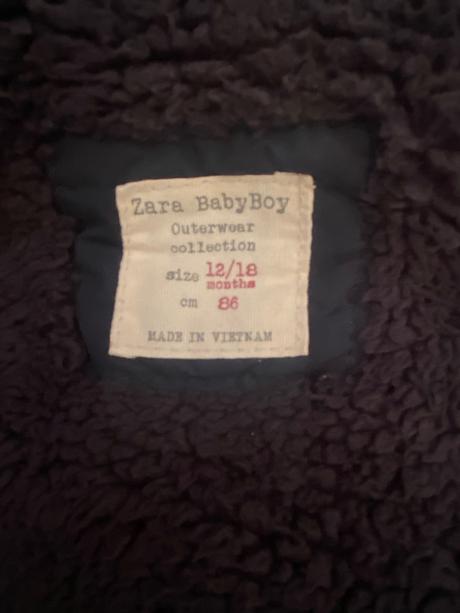 Zara BabyBoy
Outerwear
collection
size 12/18
months
cm 86
MADE IN VIETNAM